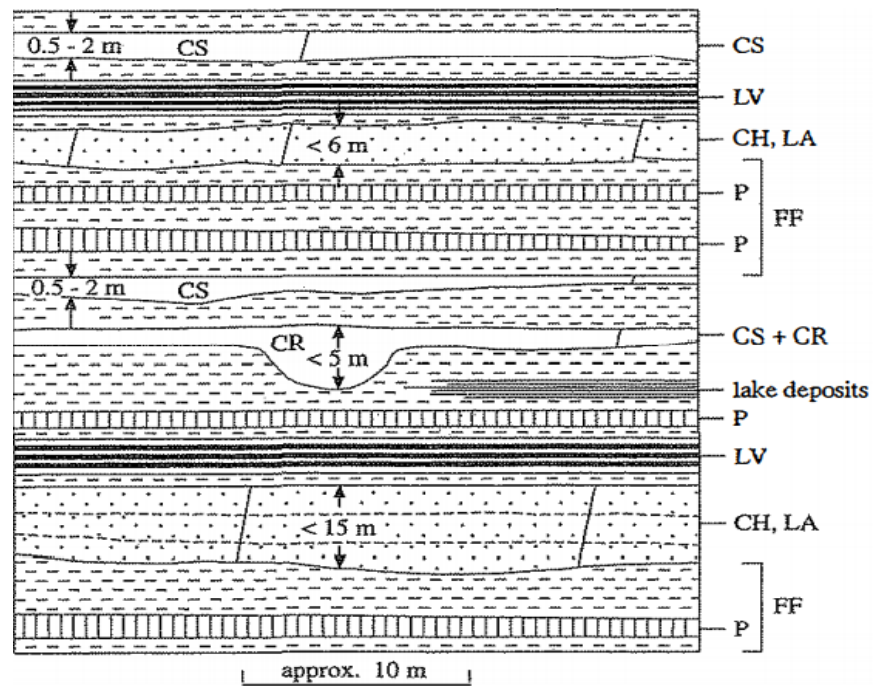 0.5 - 2 m CS CS
LV
< 6 m CH, LA
P
FF
P
0.5 - 2 m CS
CR CS + CR
< 5 m
lake deposits
P
LV
< 15 m CH, LA
FF
P
approx. 10 m